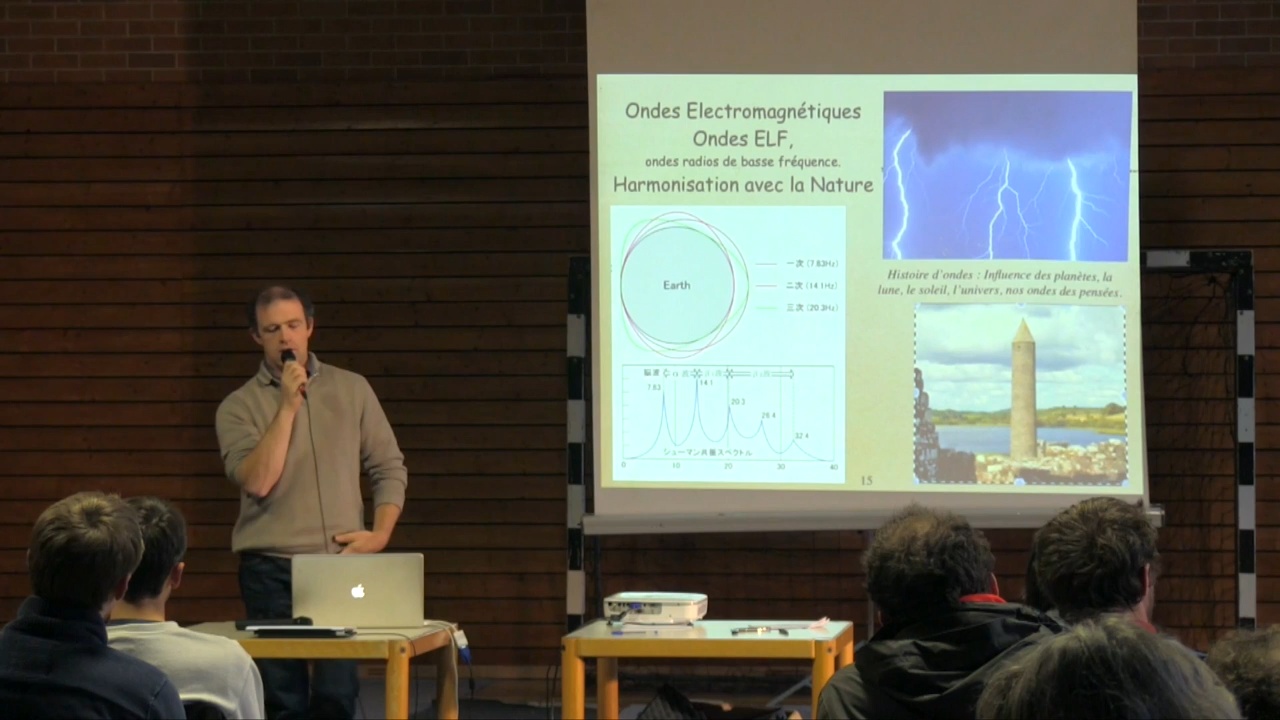 Ondes Electromagnétiques
Ondes ELF,
ondes radios de basse fréquence.
Harmonisation avec la Nature
Earth
一次 (7.83Hz)
二次 (14.1Hz)
三次 (20.3Hz)
Histoire d'ondes : Influence des planètes, la
lune, le soleil, l'univers, nos ondes des pensées.
脳波
7.83
14.1
20.3
26.4
32.4
シューマン共振スペクトル
0 10 20 30 40
15